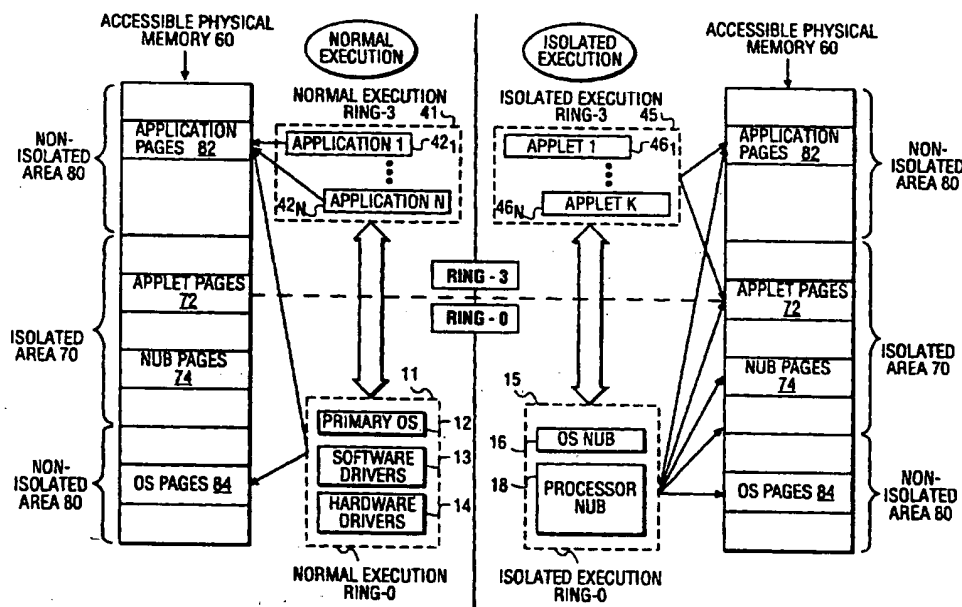 ACCESSIBLE PHYSICAL
MEMORY 60
NORMAL
EXECUTION
ISOLATED
EXECUTION
ACCESSIBLE PHYSICAL
MEMORY 60
NON-
ISOLATED
AREA 80
APPLICATION
PAGES 82
NORMAL EXECUTION
RING-3 41
APPLICATION 1
42₁
APPLICATION N
42N
ISOLATED EXECUTION
RING-3 45
APPLET 1
46₁
APPLET K
46N
APPLICATION
PAGES 82
NON-
ISOLATED
AREA 80
ISOLATED
AREA 70
APPLET PAGES
72
NUB PAGES
74
RING - 3
RING - 0
APPLET PAGES
72
NUB PAGES
74
ISOLATED
AREA 70
NON-
ISOLATED
AREA 80
OS PAGES 84
11
PRIMARY OS
12
SOFTWARE
DRIVERS
13
HARDWARE
DRIVERS
14
NORMAL EXECUTION
RING-0
15
OS NUB
16
PROCESSOR
NUB
18
ISOLATED EXECUTION
RING-0
OS PAGES 84
NON-
ISOLATED
AREA 80